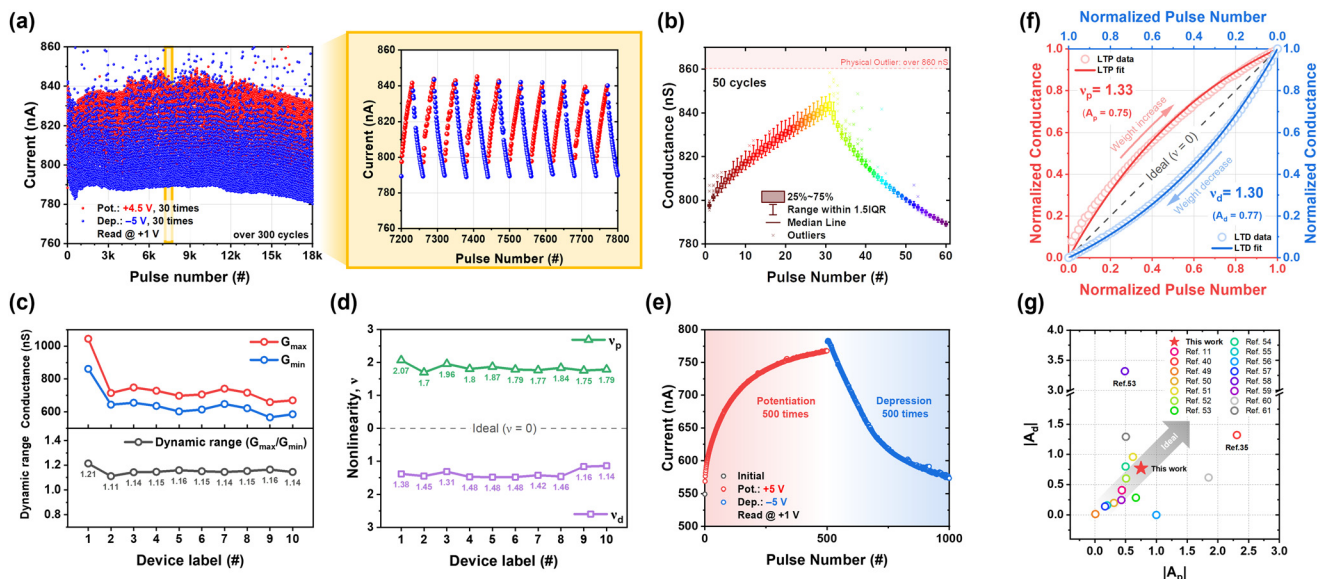 (a)
860
840
820
800
780
760
Current (nA)
Pot.: +4.5 V, 30 times
Dep.: −5 V, 30 times
Read @ +1 V
over 300 cycles
0 3k 6k 9k 12k 15k 18k
Pulse number (#)
860
840
820
800
780
760
Current (nA)
7200 7300 7400 7500 7600 7700 7800
Pulse Number (#)
(b)
860
840
820
800
780
Conductance (nS)
Physical Outlier: over 860 nS
50 cycles
25%~75%
Range within 1.5IQR
Median Line
Outliers
0 10 20 30 40 50 60
Pulse Number (#)
(c)
1000
800
600
Conductance (nS)
Gmax
Gmin
Dynamic range (Gmax/Gmin)
1.4
1.2
1.0
0.8
Dynamic range
1.21 1.11 1.14 1.15 1.16 1.15 1.14 1.15 1.16 1.14
1 2 3 4 5 6 7 8 9 10
Device label (#)
(d)
3
2
1
0
1
2
3
Nonlinearity, ν
νp
2.07 1.7 1.96 1.8 1.87 1.79 1.77 1.84 1.75 1.79
Ideal (ν = 0)
1.38 1.45 1.31 1.48 1.48 1.48 1.42 1.46 1.16 1.14
νd
1 2 3 4 5 6 7 8 9 10
Device label (#)
(e)
800
750
700
650
600
550
500
Current (nA)
Potentiation
500 times
Depression
500 times
Initial
Pot.: +5 V
Dep.: −5 V
Read @ +1 V
0 500 1000
Pulse Number (#)
(f)
Normalized Pulse Number
1.0 0.8 0.6 0.4 0.2 0.0
1.0
0.8
0.6
0.4
0.2
0.0
Normalized Conductance
LTP data
LTP fit
νp = 1.33
(Ap = 0.75)
Weight increase
Ideal (ν = 0)
Weight decrease
νd = 1.30
(Ad = 0.77)
LTD data
LTD fit
1.0
0.8
0.6
0.4
0.2
0.0
Normalized Conductance
0.0 0.2 0.4 0.6 0.8 1.0
Normalized Pulse Number
(g)
4.0
3.5
3.0
1.5
1.0
0.5
0.0
|Ad|
This work
Ref. 11
Ref. 40
Ref. 49
Ref. 50
Ref. 51
Ref. 52
Ref. 53
Ref. 54
Ref. 55
Ref. 56
Ref. 57
Ref. 58
Ref. 59
Ref. 60
Ref. 61
Ref.53
Ref.35
Ideal
This work
0.0 0.5 1.0 1.5 2.0 2.5 3.0
|Ap|